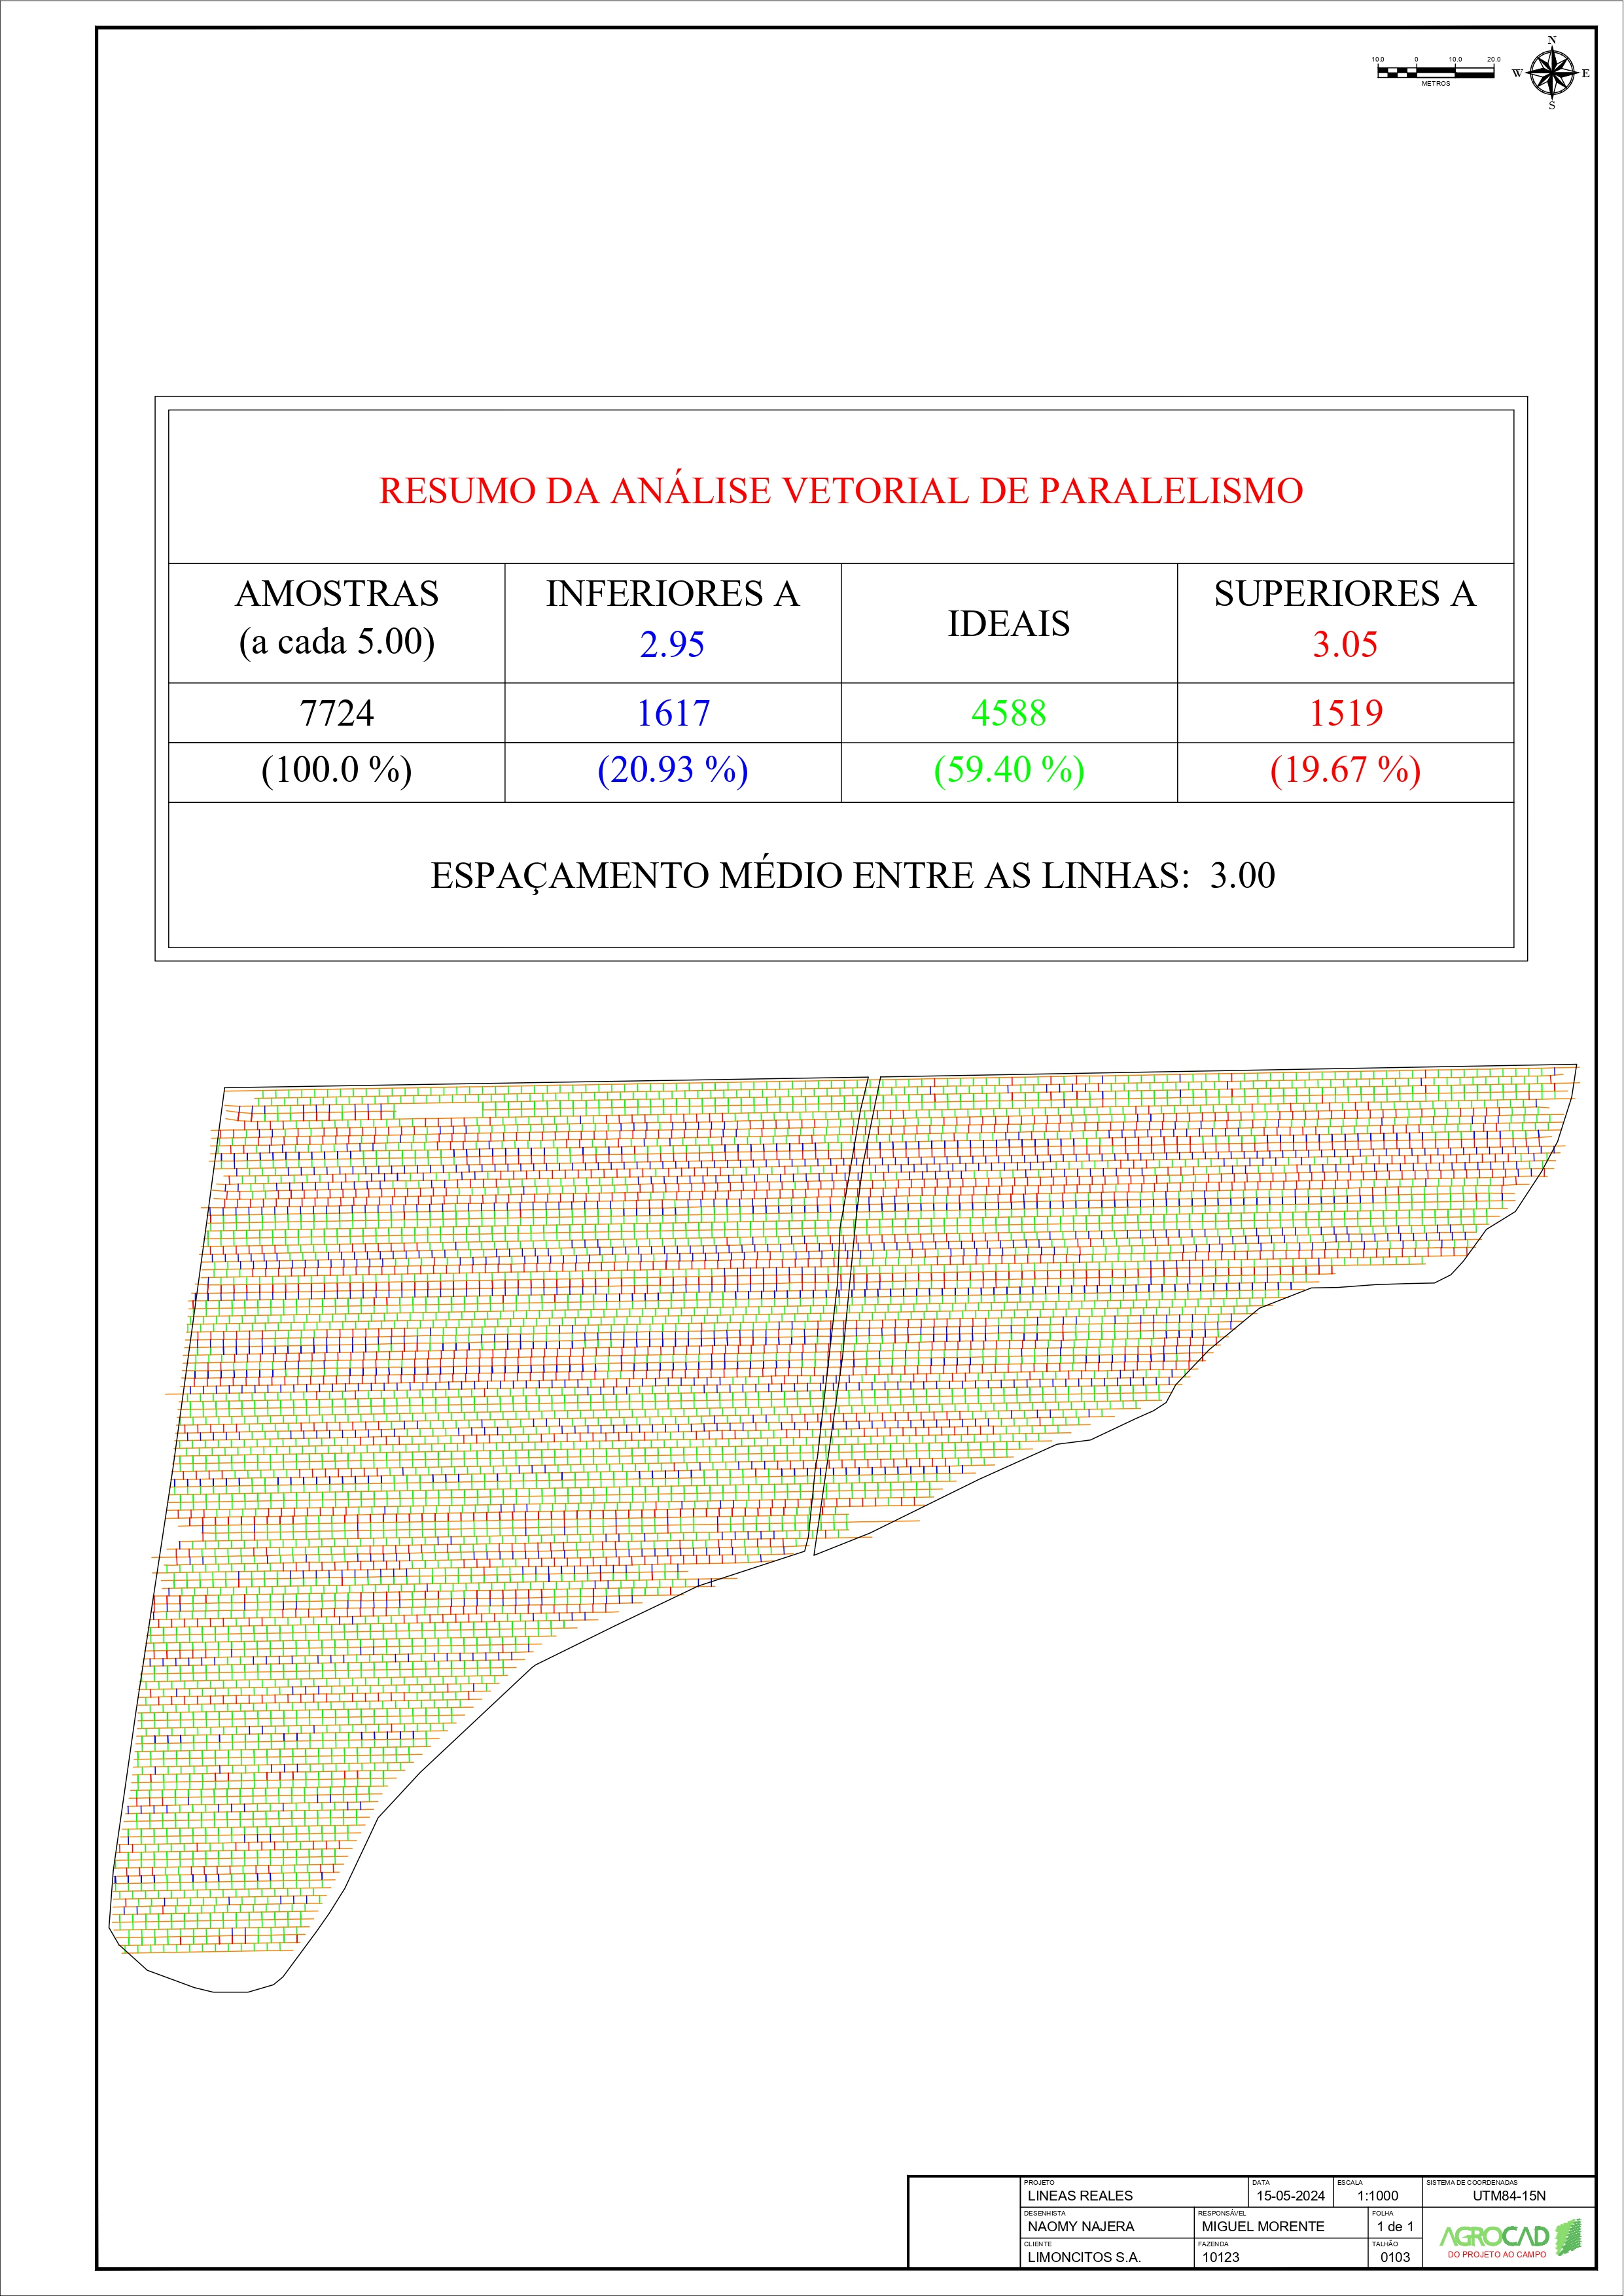 N
10.0 0 10.0 20.0
W E
METROS
S
RESUMO DA ANÁLISE VETORIAL DE PARALELISMO
AMOSTRAS
(a cada 5.00)
INFERIORES A
2.95
IDEAIS
SUPERIORES A
3.05
7724 1617 4588 1519
(100.0 %) (20.93 %) (59.40 %) (19.67 %)
ESPAÇAMENTO MÉDIO ENTRE AS LINHAS: 3.00
PROJETO
LINEAS REALES
DATA
15-05-2024
ESCALA
1:1000
SISTEMA DE COORDENADAS
UTM84-15N
DESENHISTA
NAOMY NAJERA
RESPONSÁVEL
MIGUEL MORENTE
FOLHA
1 de 1
CLIENTE
LIMONCITOS S.A.
FAZENDA
10123
TALHÃO
0103
AGROCAD
DO PROJETO AO CAMPO